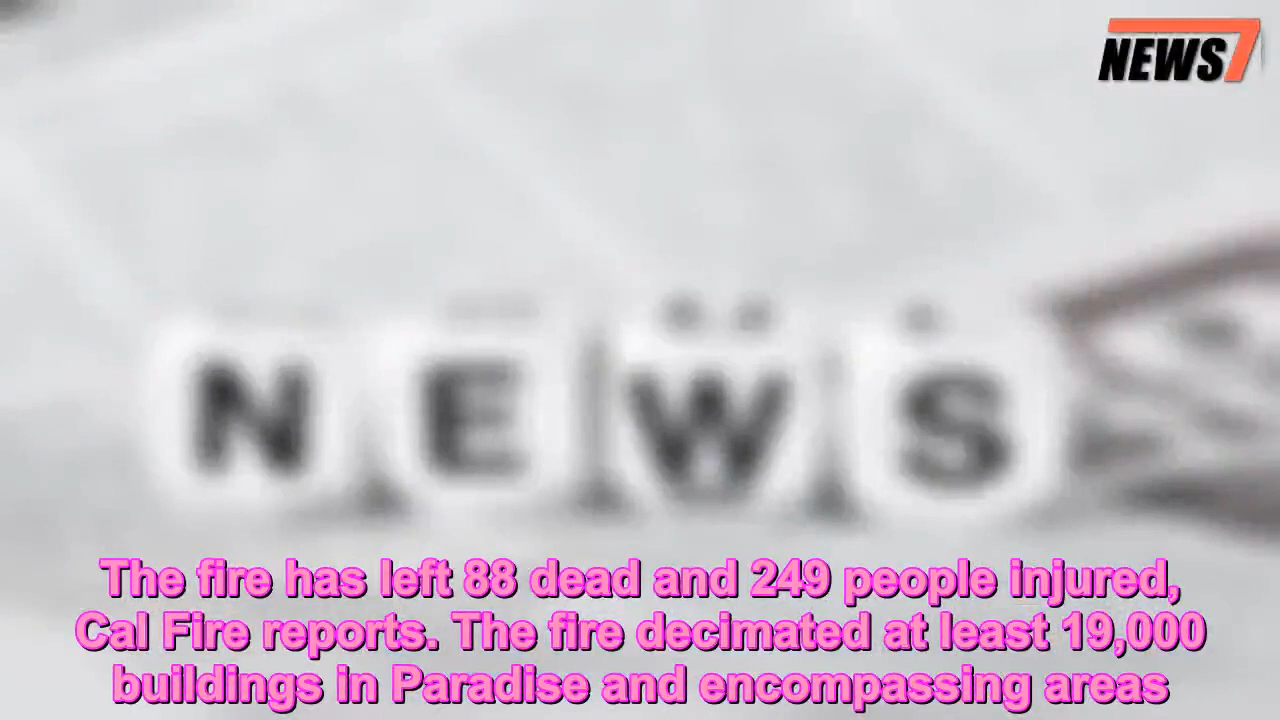 NEWS7
NEWS
The fire has left 88 dead and 249 people injured,
Cal Fire reports. The fire decimated at least 19,000
buildings in Paradise and encompassing areas